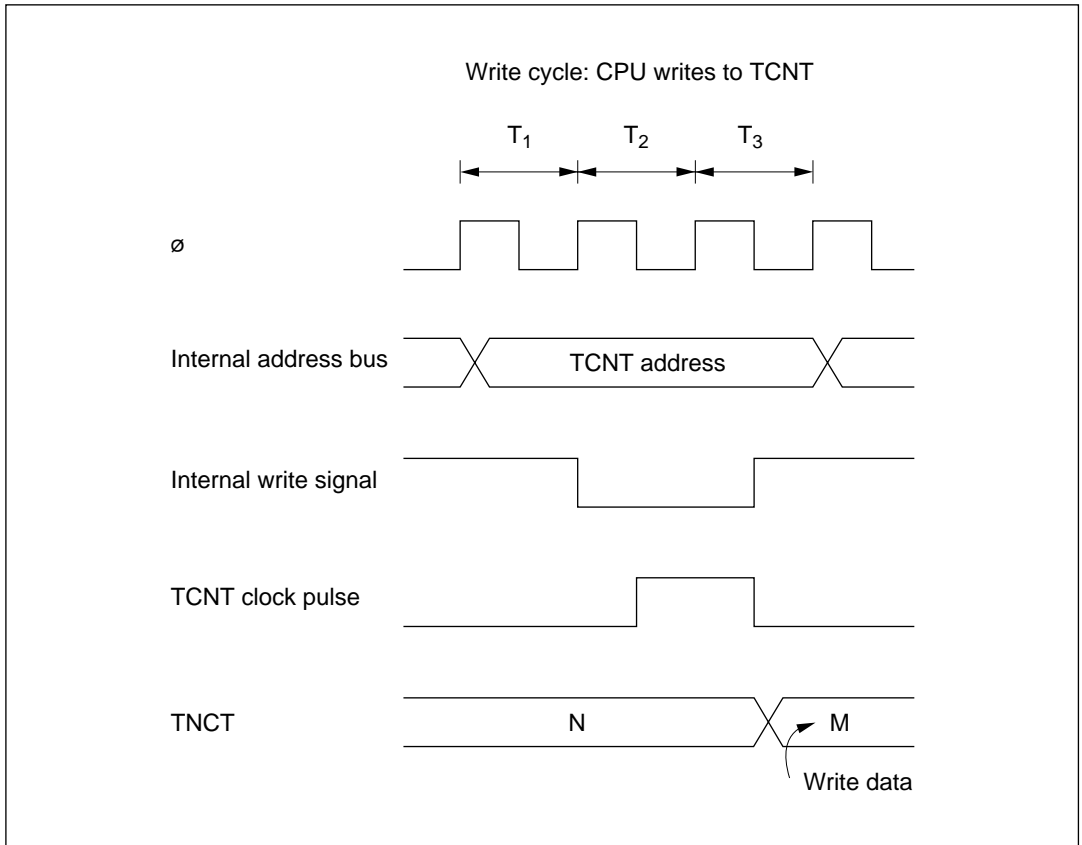 Write cycle: CPU writes to TCNT
T1 T2 T3
ø
Internal address bus TCNT address
Internal write signal
TCNT clock pulse
TNCT N M
Write data